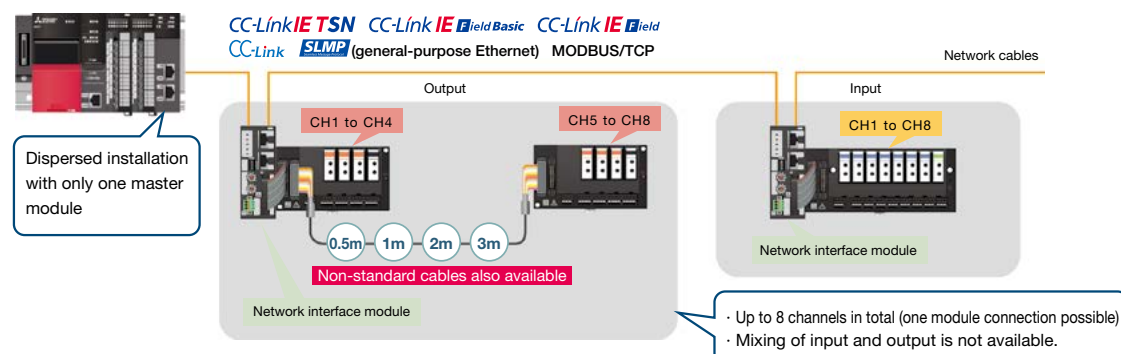 CC-Link IE TSN CC-Link IE Field Basic CC-Link IE Field
CC-Link SLMP (general-purpose Ethernet) MODBUS/TCP
Network cables
Output
Input
CH1 to CH4
CH5 to CH8
CH1 to CH8
Dispersed installation
with only one master
module
0.5m
1m
2m
3m
Non-standard cables also available
Network interface module
Network interface module
· Up to 8 channels in total (one module connection possible)
· Mixing of input and output is not available.